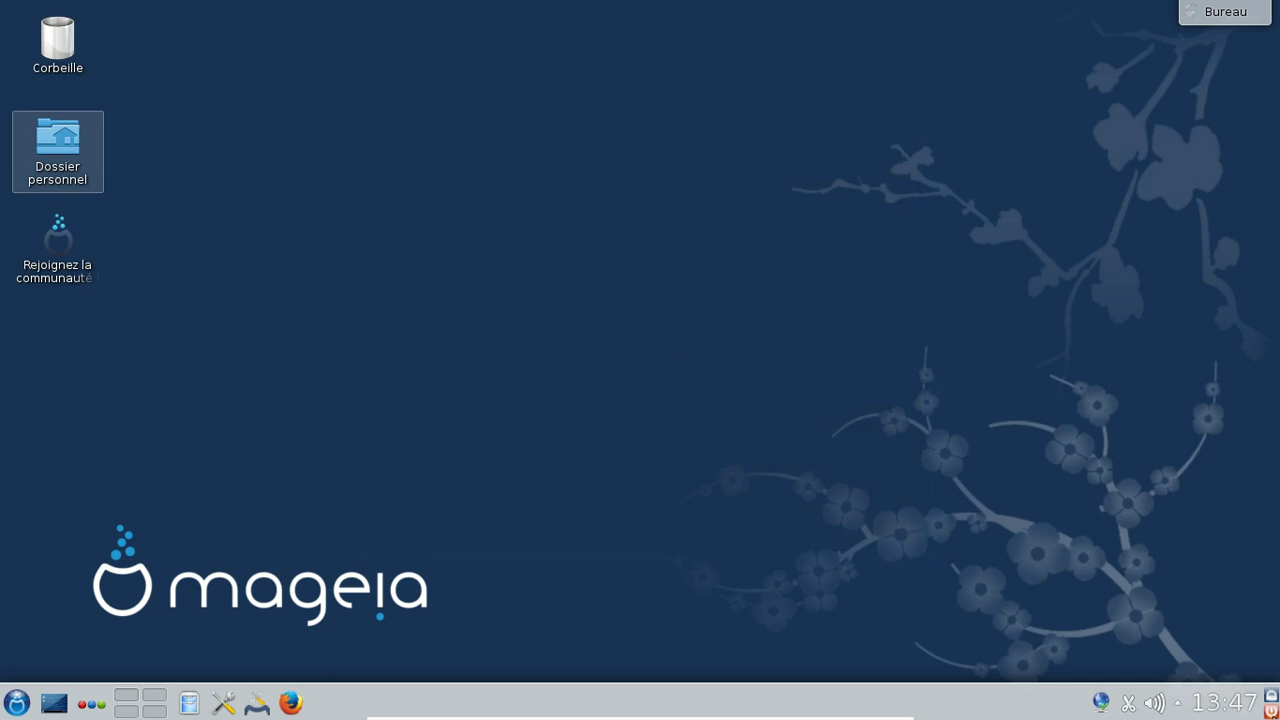 Bureau
Corbeille
Dossier
personnel
Rejoignez la
communauté
mageia
13:47